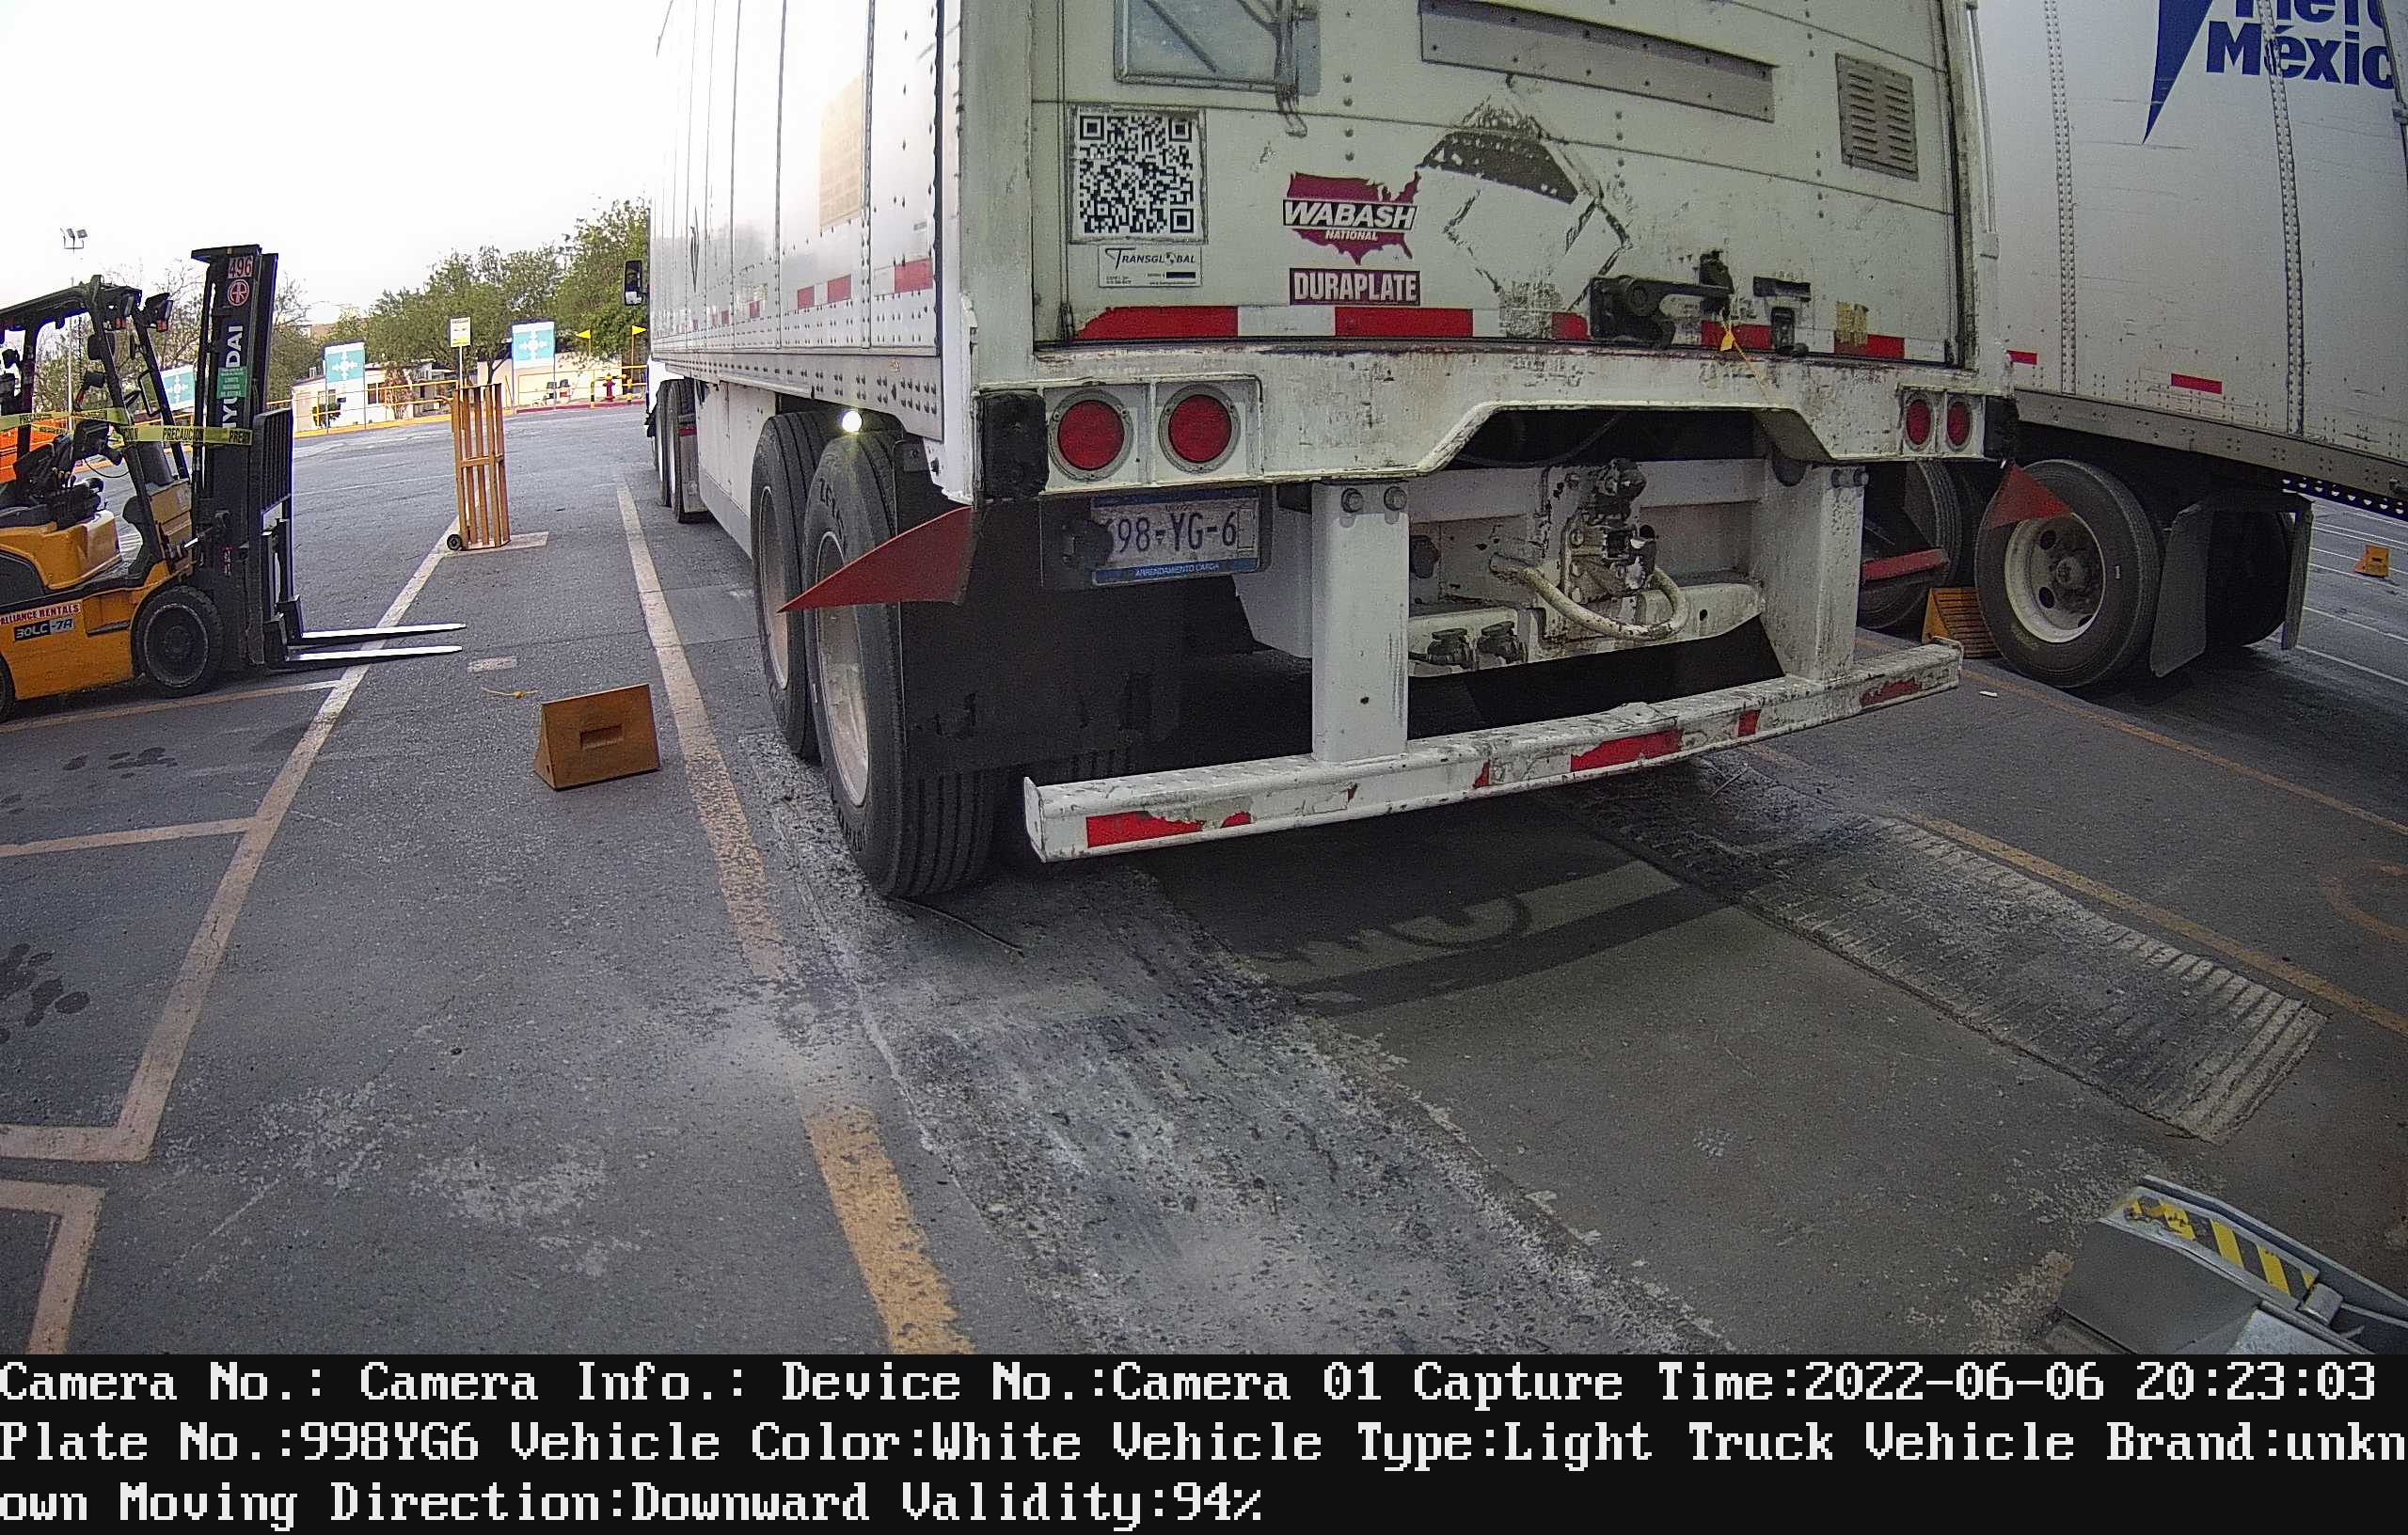 México
496
HYUNDAI
PRECAUCION
WABASH
NATIONAL
TRANSGLOBAL
DURAPLATE
98-YG-6
ARRENDAMIENTO CARGA
ALLIANCE RENTALS
30LC-7A
Camera No.: Camera Info.: Device No.:Camera 01 Capture Time:2022-06-06 20:23:03
Plate No.:998YG6 Vehicle Color:White Vehicle Type:Light Truck Vehicle Brand:unkn
own Moving Direction:Downward Validity:94%